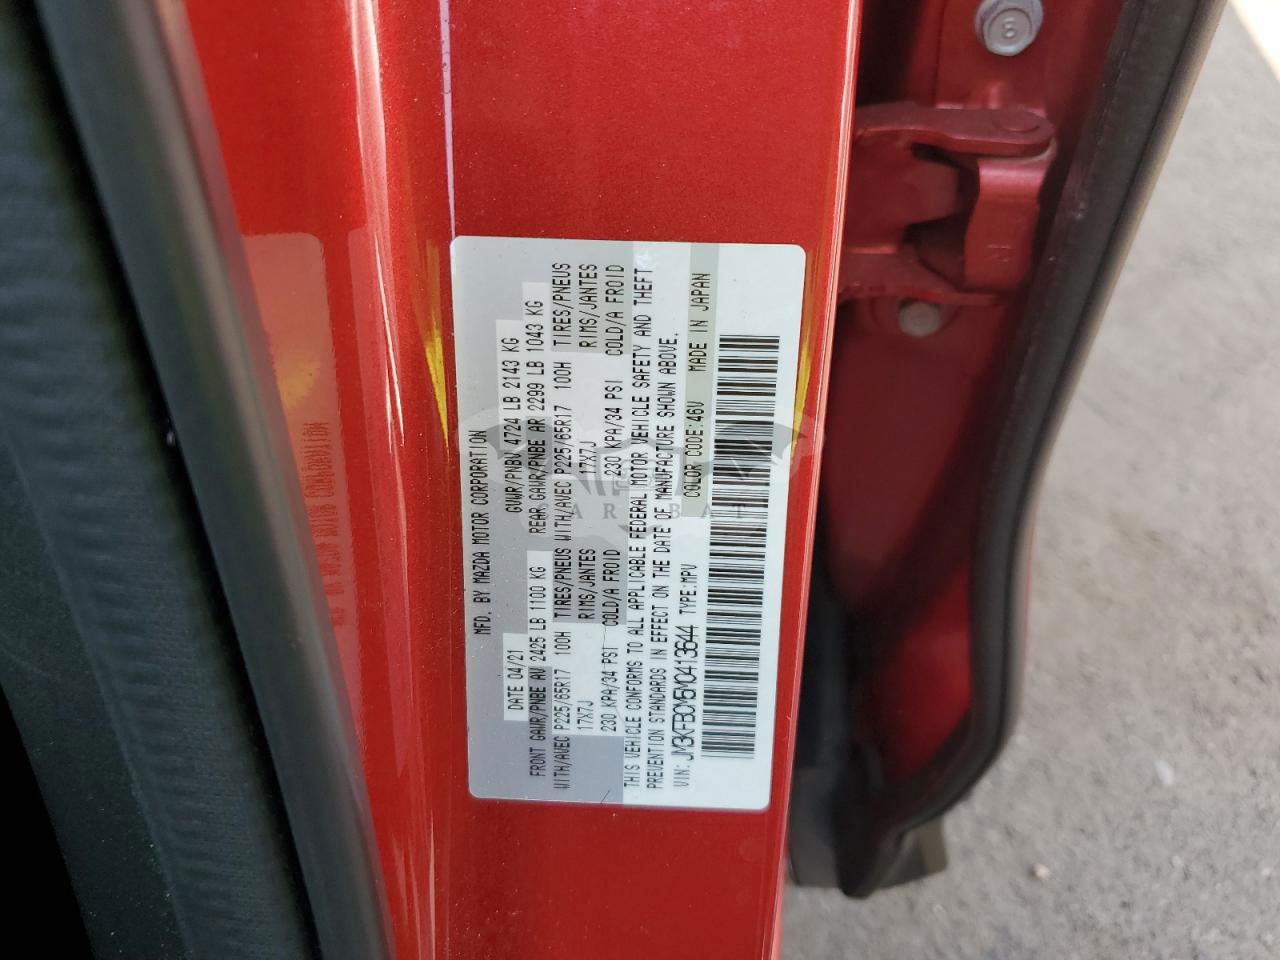 MFD. BY MAZDA MOTOR CORPORATION
DATE 04/21 GVWR/PNBV 4724 LB 2143 KG
FRONT GAWR/PNBE AV 2425 LB 1100 KG REAR GAWR/PNBE AR 2299 LB 1043 KG
WITH/AVEC P225/65R17 100H TIRES/PNEUS WITH/AVEC P225/65R17 100H TIRES/PNEUS
17X7J RIMS/JANTES 17X7J RIMS/JANTES
230 KPA/34 PSI COLD/A FROID 230 KPA/34 PSI COLD/A FROID
THIS VEHICLE CONFORMS TO ALL APPLICABLE FEDERAL MOTOR VEHICLE SAFETY AND THEFT
PREVENTION STANDARDS IN EFFECT ON THE DATE OF MANUFACTURE SHOWN ABOVE.
VIN: JM3KFBCM5M0413644 TYPE:MPV COLOR CODE:46V MADE IN JAPAN
CAR BAT
8